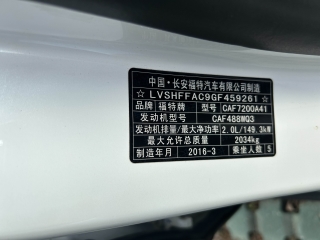 中国·长安福特汽车有限公司制造
☆LVSHFFAC9GF459261☆
品牌 福特牌 型号 CAF7200A41
发动机型号 CAF488WQ3
发动机排量/最大净功率 2.0L/149.3kW
最大允许总质量 2034kg
制造年月 2016-3 乘坐人数 5